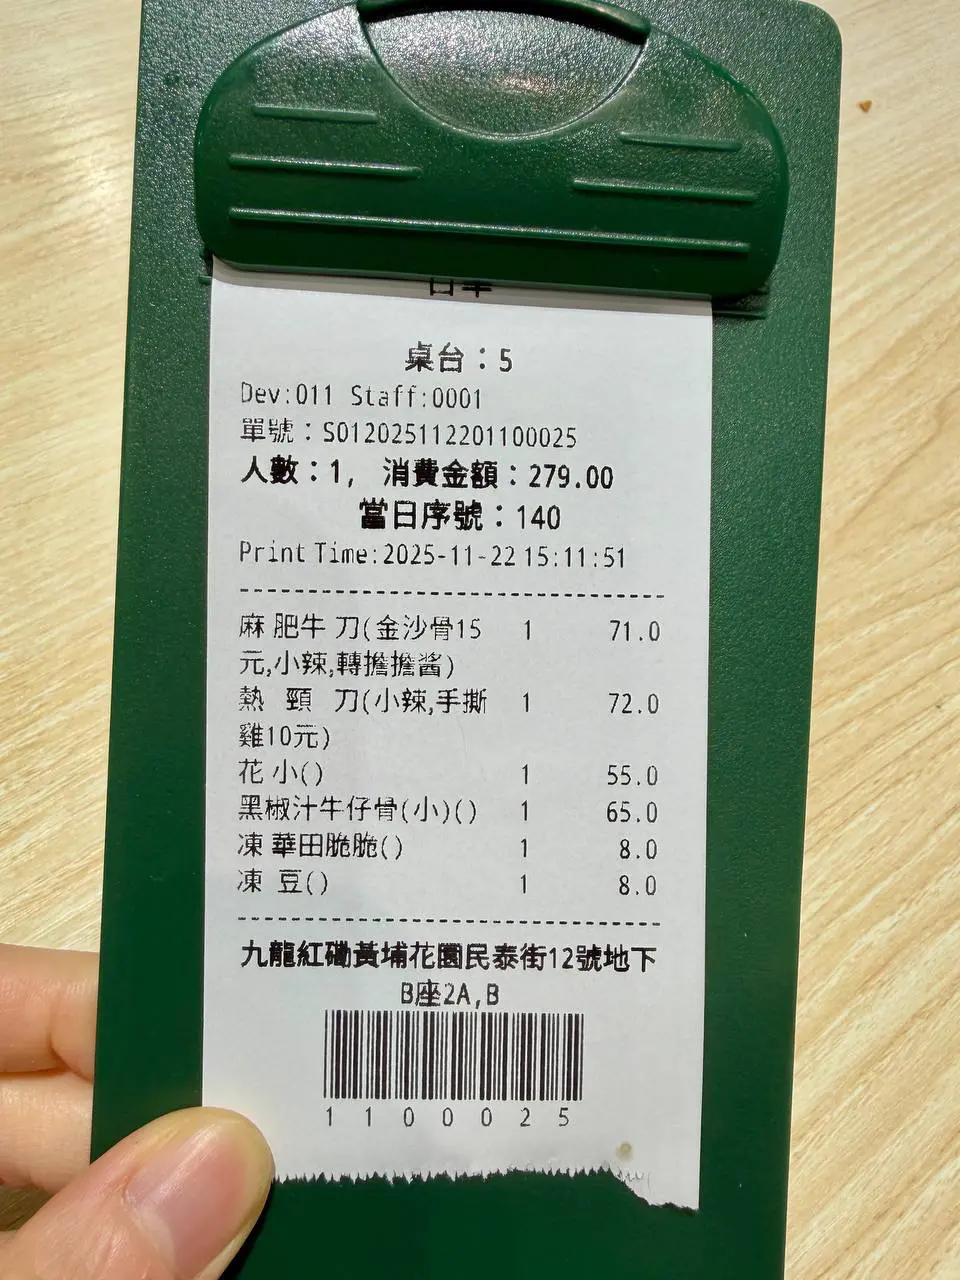 桌台：5
Dev:011 Staff:0001
單號：S012025112201100025
人數：1, 消費金額：279.00
當日序號：140
Print Time:2025-11-22 15:11:51
麻 肥牛 刀(金沙骨15 1 71.0
元,小辣,轉擔擔酱)
熱 頸 刀(小辣,手撕 1 72.0
雞10元)
花 小() 1 55.0
黑椒汁牛仔骨(小)() 1 65.0
凍 華田脆脆() 1 8.0
凍 豆() 1 8.0
九龍紅磡黃埔花園民泰街12號地下
B座2A,B
1100025